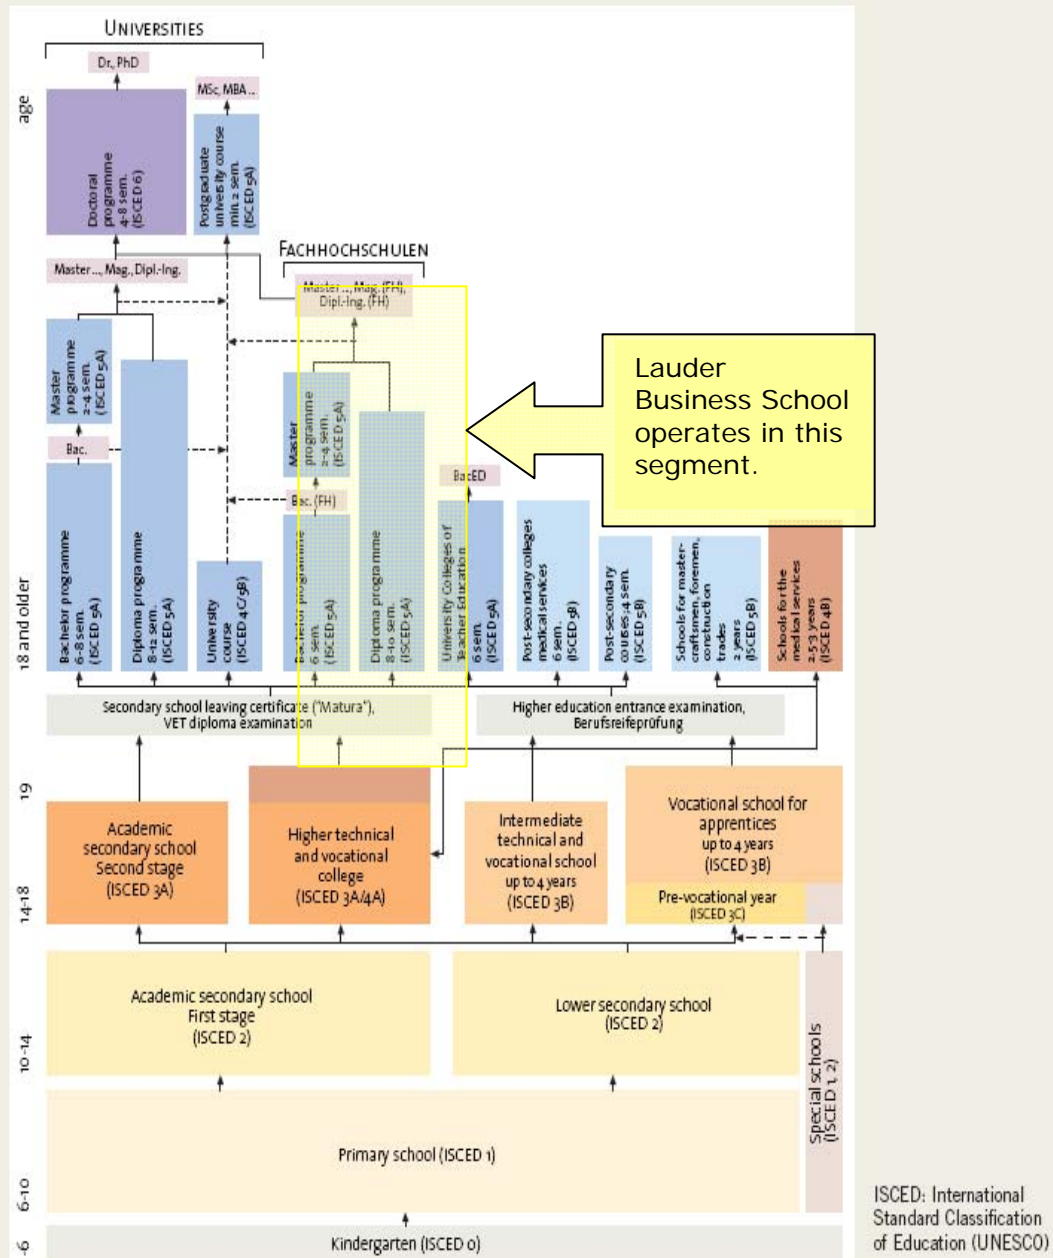 UNIVERSITIES
Dr., PhD
MSc, MBA ...
age
Doctoral
programme
4-8 sem.
(ISCED 6)
Postgraduate
university course
min. 2 sem.
(ISCED 5A)
FACHHOCHSCHULEN
Master ..., Mag., Dipl.-Ing.
Master ..., Mag. (FH),
Dipl.-Ing. (FH)
Master
programme
2-4 sem.
(ISCED 5A)
Master
programme
2-4 sem.
(ISCED 5A)
Lauder
Business School
operates in this
segment.
Bac.
Bac. (FH)
BacED
18 and older
Bachelor programme
6-8 sem.
(ISCED 5A)
Diploma programme
8-12 sem.
(ISCED 5A)
University
course
(ISCED 4C/5B)
Bachelor programme
6 sem.
(ISCED 5A)
Diploma programme
8-10 sem.
(ISCED 5A)
University Colleges of
Teacher Education
6 sem.
(ISCED 5A)
Post-secondary colleges
medical services
6 sem.
(ISCED 5B)
Post-secondary
courses :4 sem.
(ISCED 5B)
Schools for master-
craftsmen, foremen,
construction
trades
2 years
(ISCED 5B)
Schools for the
medical services
2.5-3 years
(ISCED 4B)
Secondary school leaving certificate ("Matura"),
VET diploma examination
Higher education entrance examination,
Berufsreifeprüfung
19
14-18
Academic
secondary school
Second stage
(ISCED 3A)
Higher technical
and vocational
college
(ISCED 3A/4A)
Intermediate
technical and
vocational school
up to 4 years
(ISCED 3B)
Vocational school for
apprentices
up to 4 years
(ISCED 3B)
Pre-vocational year
(ISCED 3C)
10-14
Academic secondary school
First stage
(ISCED 2)
Lower secondary school
(ISCED 2)
Special schools
(ISCED 1, 2)
6-10
Primary school (ISCED 1)
-6
Kindergarten (ISCED 0)
ISCED: International
Standard Classification
of Education (UNESCO)